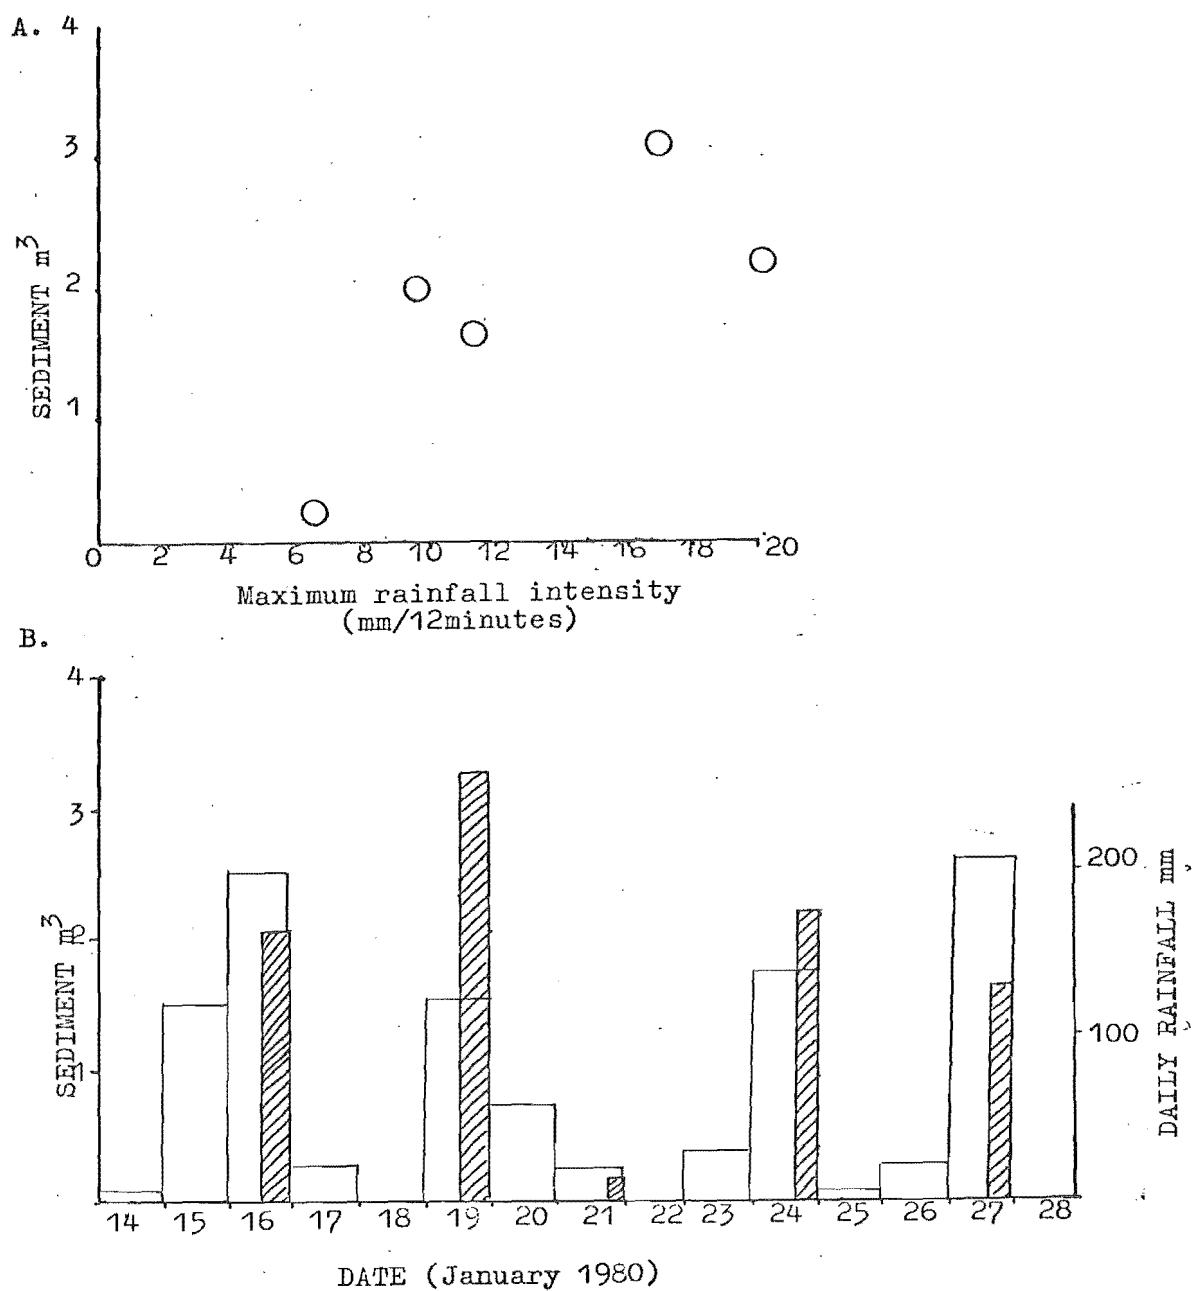 A.
4
3
2
1
SEDIMENT m³
0 2 4 6 8 10 12 14 16 18 20
Maximum rainfall intensity
(mm/12minutes)
B.
4
3
1
SEDIMENT m³
200
100
DAILY RAINFALL mm
14 15 16 17 18 19 20 21 22 23 24 25 26 27 28
DATE (January 1980)